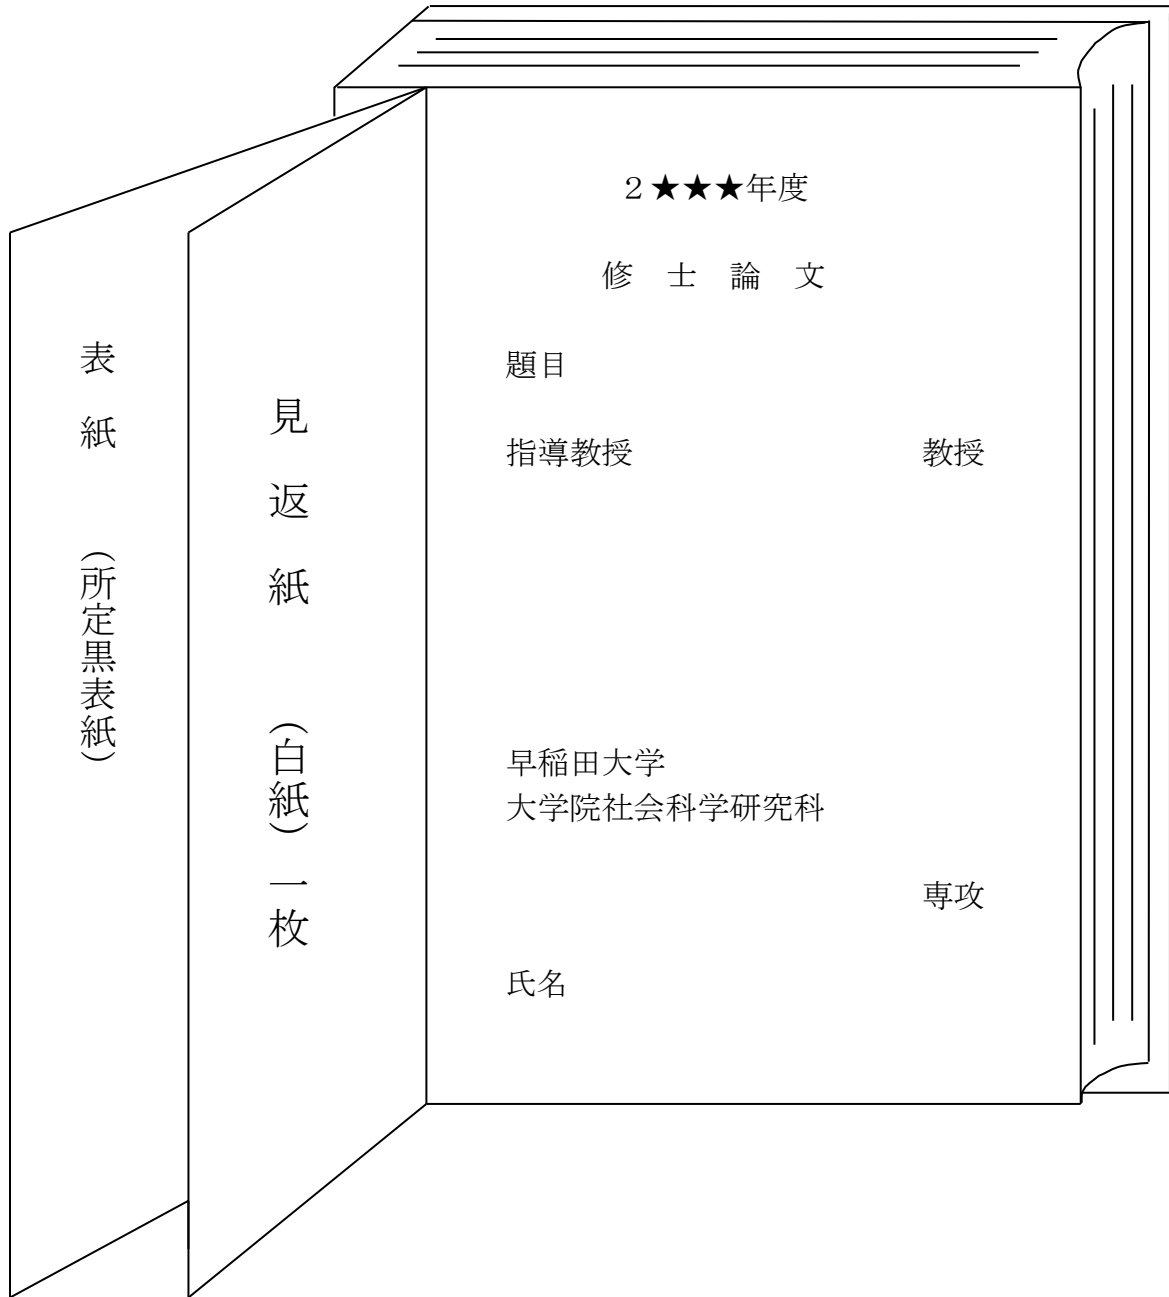 2★★★年度
修　士　論　文
題目
指導教授　　　　　　　　　教授
早稲田大学
大学院社会科学研究科
専攻
氏名
見　返　紙　　（白紙）一枚
表　紙　　（所定黒表紙）